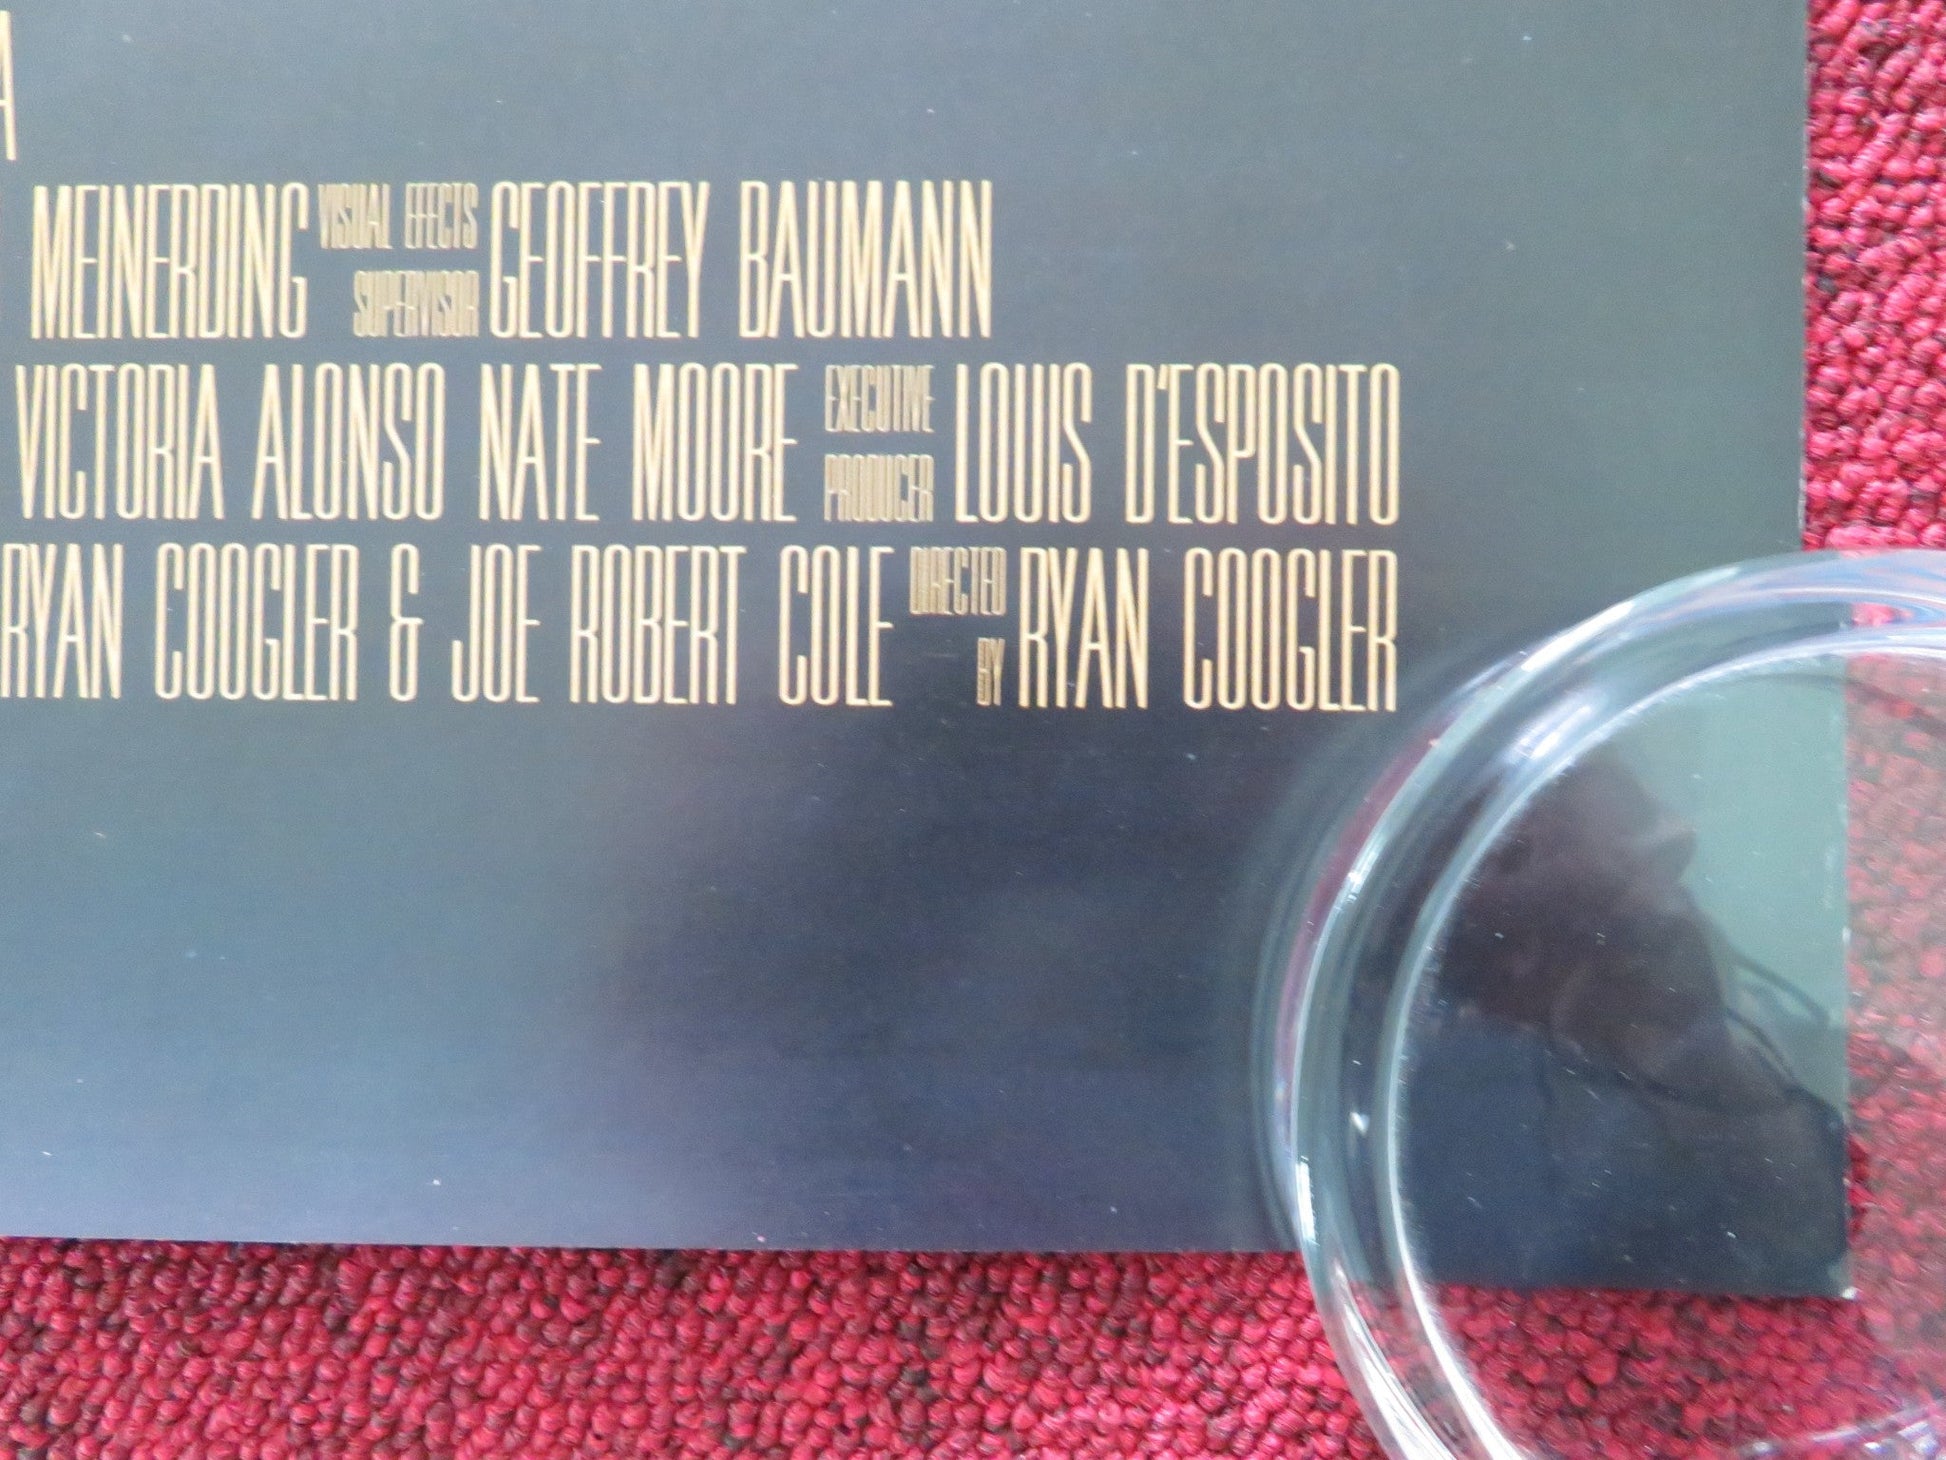 A
MEINERDING VISUAL EFFECTS SUPERVISOR GEOFFREY BAUMANN
VICTORIA ALONSO NATE MOORE EXECUTIVE PRODUCER LOUIS D'ESPOSITO
RYAN COOGLER & JOE ROBERT COLE DIRECTED BY RYAN COOGLER